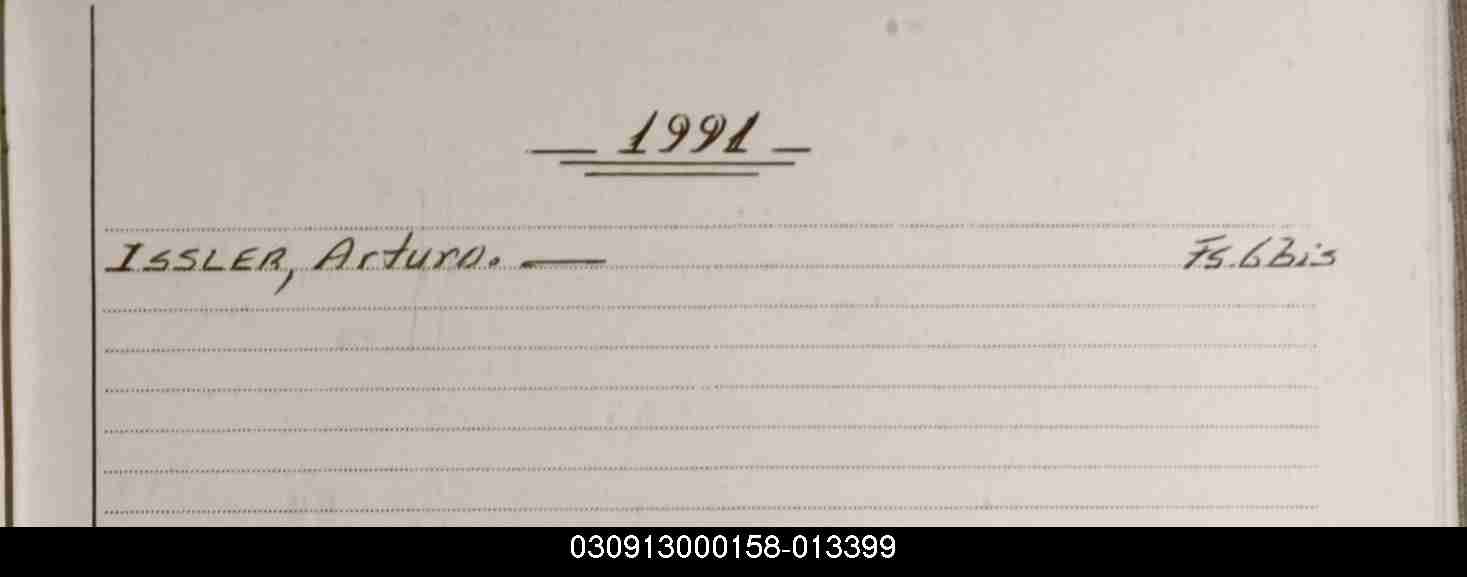 1991
ISSLER, Arturo. — Fs. 6 bis
030913000158-013399